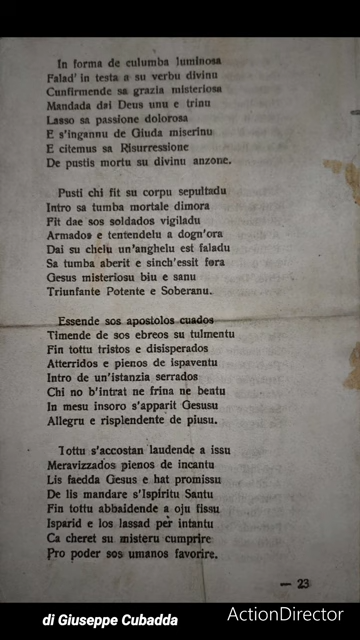 In forma de culumba luminosa
Falad' in testa a su verbu divinu
Cunfirmende sa grazia misteriosa
Mandada dai Deus unu e trinu
Lasso sa passione dolorosa
E s'ingannu de Giuda miserinu
E citemus sa Risurressione
De pustis mortu su divinu anzone.
Pusti chi fit su corpu sepultadu
Intro sa tumba mortale dimora
Fit dae sos soldados vigiladu
Armados e tentendelu a dogn'ora
Dai su chelu un'anghelu est faladu
Sa tumba aberit e sinch'essit fora
Gesus misteriosu biu e sanu
Triunfante Potente e Soberanu.
Essende sos apostolos cuados
Timende de sos ebreos su tulmentu
Fin tottu tristos e disisperados
Atterridos e pienos de ispaventu
Intro de un'istanzia serrados
Chi no b'intrat ne frina ne bentu
In mesu insoro s'apparit Gesusu
Allegru e risplendente de piusu.
Tottu s'accostan laudende a issu
Meravizzados pienos de incantu
Lis faedda Gesus e hat promissu
De lis mandare s'Ispiritu Santu
Fin tottu abbaidende a oju fissu
Isparid e los lassad per intantu
Ca cheret su misteru cumprire
Pro poder sos umanos favorire.
— 23
di Giuseppe Cubadda
ActionDirector